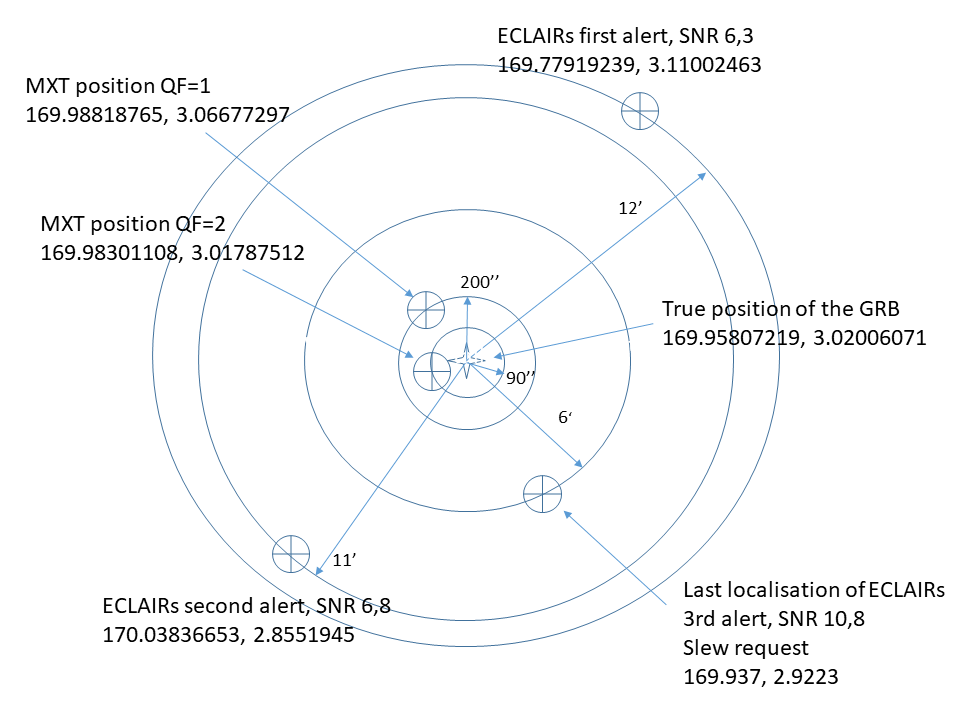 ECLAIRs first alert, SNR 6,3
169.77919239, 3.11002463
MXT position QF=1
169.98818765, 3.06677297
12’
MXT position QF=2
169.98301108, 3.01787512
200’’
True position of the GRB
169.95807219, 3.02006071
90’’
6‘
11’
ECLAIRs second alert, SNR 6,8
170.03836653, 2.8551945
Last localisation of ECLAIRs
3rd alert, SNR 10,8
Slew request
169.937, 2.9223